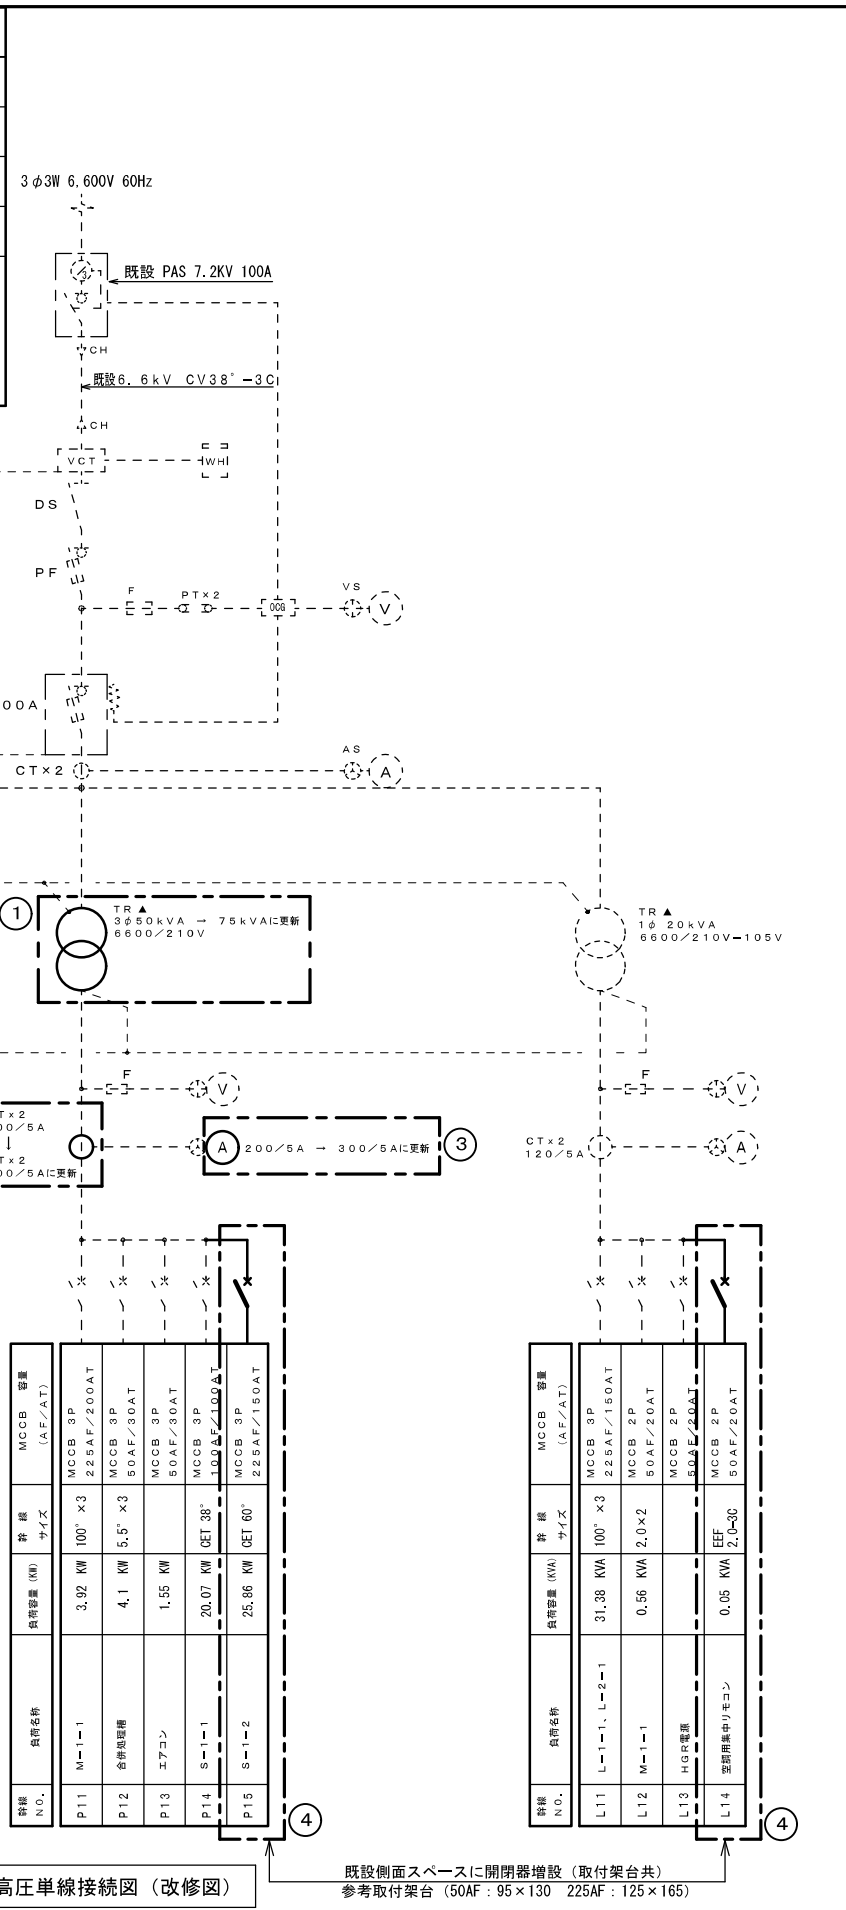 3φ3W 6,600V 60Hz
3
既設 PAS 7.2KV 100A
CH
既設6.6kV CV38°-3C
CH
VCT
WH
DS
PF
F
PT×2
OCG
VS
V
00A
CT×2
AS
A
1
TR ▲
3φ50kVA → 75kVAに更新
6600/210V
TR ▲
1φ 20kVA
6600/210V-105V
F
V
F
V
T×2
00/5A
↓
T×2
00/5Aに更新
A
200/5A → 300/5Aに更新
3
CT×2
120/5A
A
MCCB 容量
(AF/AT)
幹線
サイズ
負荷容量 (KW)
負荷名称
幹線
NO.
MCCB 3P
225AF/200AT
100° ×3
3.92 KW
M-1-1
P11
MCCB 3P
50AF/30AT
5.5° ×3
4.1 KW
合併処理槽
P12
MCCB 3P
50AF/30AT
1.55 KW
エアコン
P13
MCCB 3P
100AF/100AT
CET 38°
20.07 KW
S-1-1
P14
MCCB 3P
225AF/150AT
CET 60°
25.86 KW
S-1-2
P15
4
MCCB 容量
(AF/AT)
幹線
サイズ
負荷容量 (KVA)
負荷名称
幹線
NO.
MCCB 3P
225AF/150AT
100° ×3
31.38 KVA
L-1-1、L-2-1
L11
MCCB 2P
50AF/20AT
2.0×2
0.56 KVA
M-1-1
L12
MCCB 2P
50AF/20AT
HGR電源
L13
MCCB 2P
50AF/20AT
EEF
2.0-3C
0.05 KVA
空調用集中リモコン
L14
4
高圧単線接続図（改修図）
既設側面スペースに開閉器増設（取付架台共）
参考取付架台（50AF：95×130 225AF：125×165）